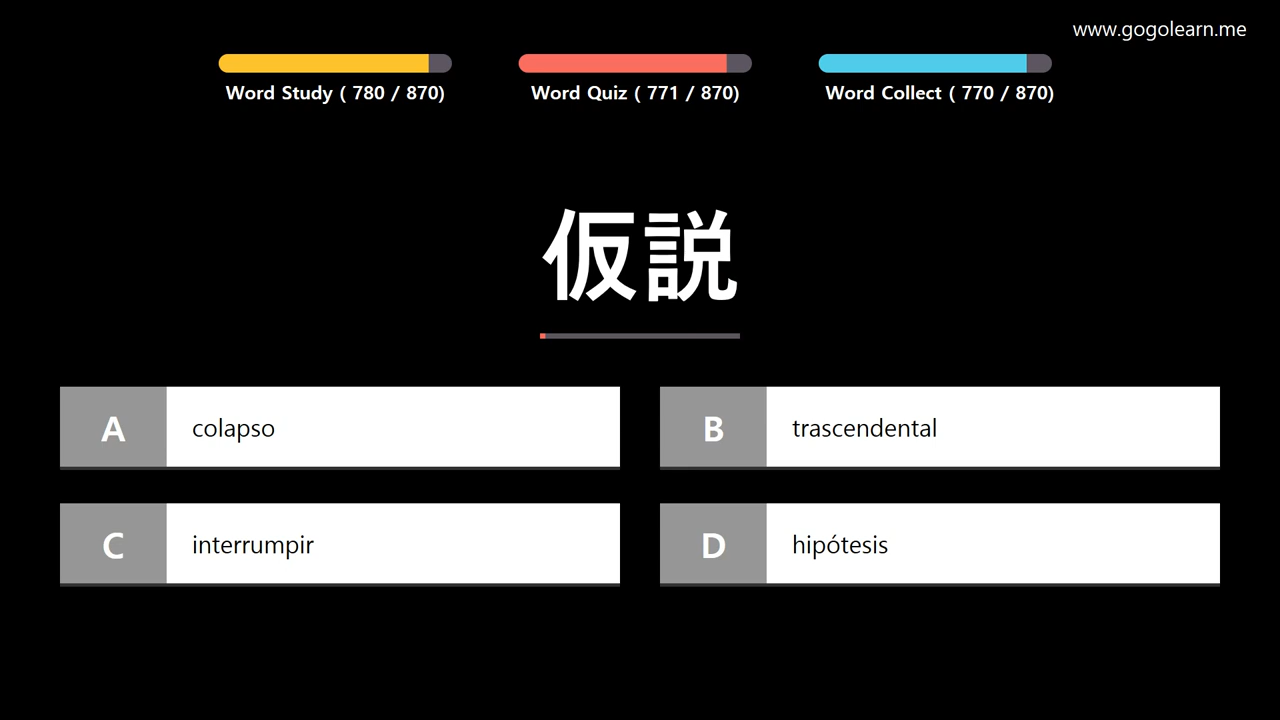 www.gogolearn.me
Word Study ( 780 / 870)
Word Quiz ( 771 / 870)
Word Collect ( 770 / 870)
仮説
A colapso
B trascendental
C interrumpir
D hipótesis